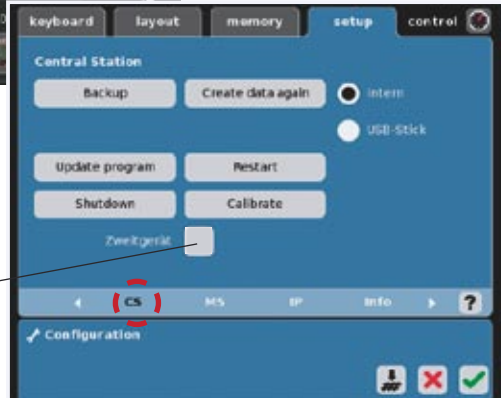 keyboard layout memory setup control
Central Station
Backup Create data again intern
USB-Stick
Update program Restart
Shutdown Calibrate
Zweitgerät
CS MS IP Info ?
Configuration